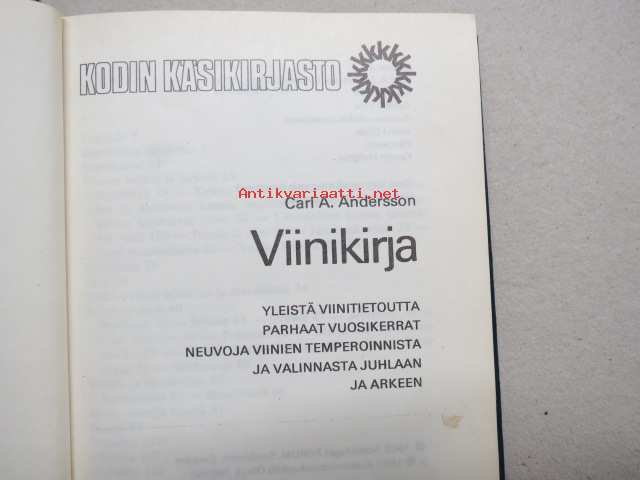 KODIN KÄSIKIRJASTO
Antikvariaatti.net
Carl A. Andersson
Viinikirja
YLEISTÄ VIINITIETOUTTA
PARHAAT VUOSIKERRAT
NEUVOJA VIINIEN TEMPEROINNISTA
JA VALINNASTA JUHLAAN
JA ARKEEN